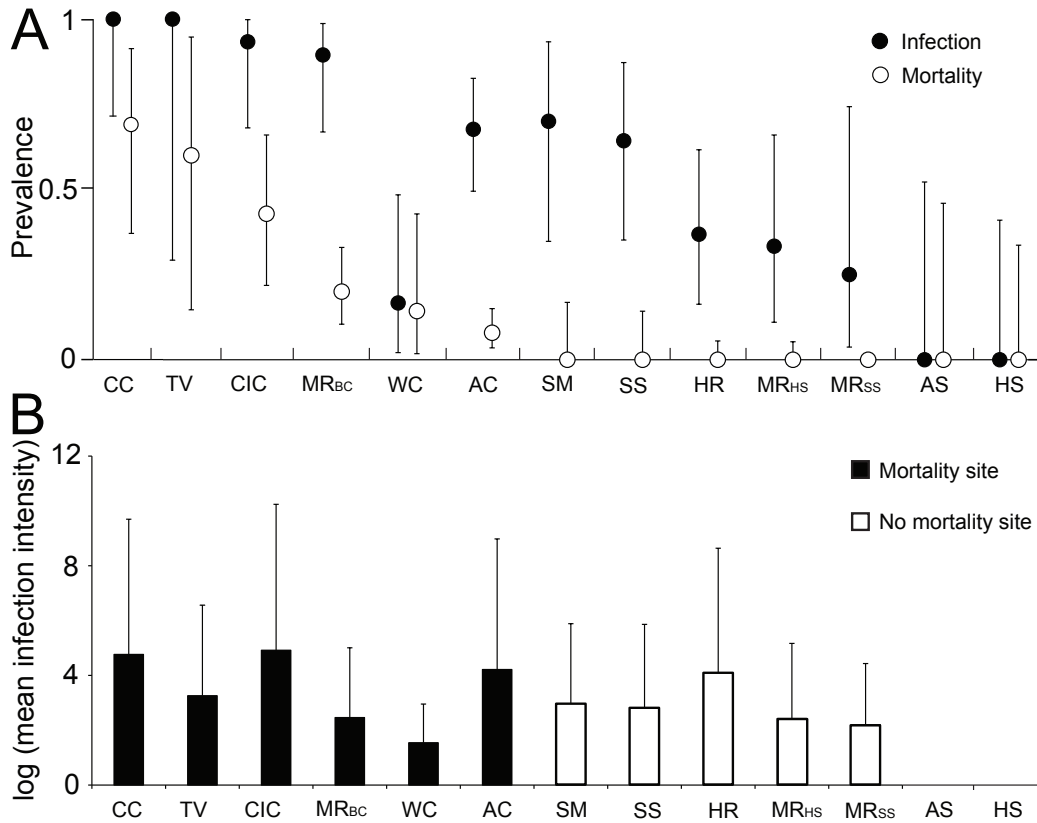 A
Prevalence
1
0.5
0
Infection
Mortality
CC TV CIC MRBC WC AC SM SS HR MRHS MRSS AS HS
B
log (mean infection intensity)
12
8
4
0
Mortality site
No mortality site
CC TV CIC MRBC WC AC SM SS HR MRHS MRSS AS HS